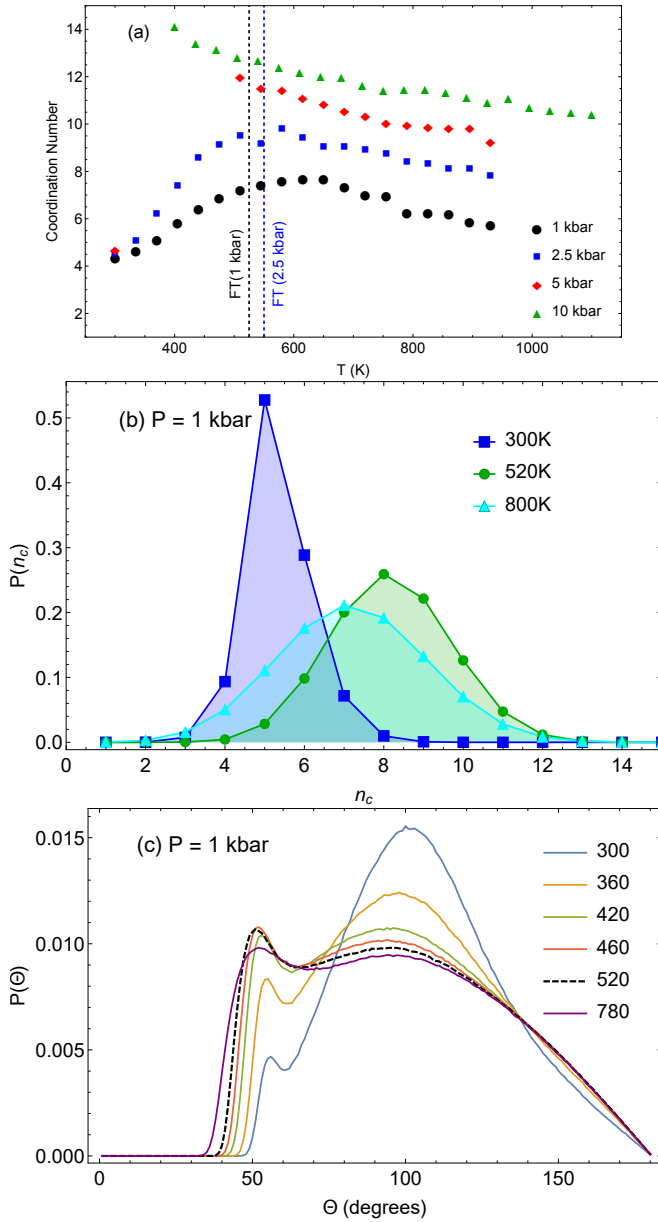 (a)
14
12
10
8
6
4
2
Coordination Number
FT(1 kbar)
FT (2.5 kbar)
1 kbar
2.5 kbar
5 kbar
10 kbar
400 600 800 1000
T (K)
(b) P = 1 kbar
0.5
0.4
0.3
0.2
0.1
0.0
P(n_c)
300K
520K
800K
0 2 4 6 8 10 12 14
n_c
(c) P = 1 kbar
0.015
0.010
0.005
0.000
P(Θ)
300
360
420
460
520
780
0 50 100 150
Θ (degrees)